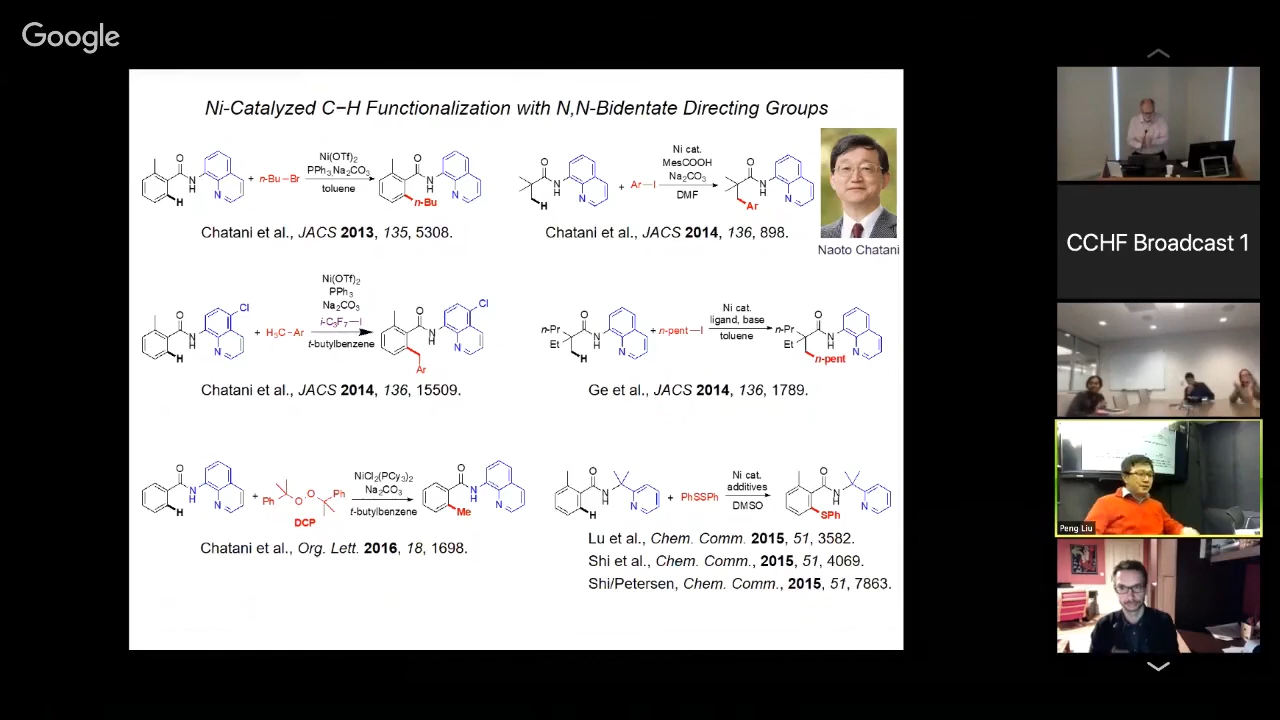 Google
Ni-Catalyzed C−H Functionalization with N,N-Bidentate Directing Groups
O
N
H
N
H
+
n-Bu−Br
Ni(OTf)2
PPh3 Na2CO3
toluene
O
N
H
N
n-Bu
Chatani et al., JACS 2013, 135, 5308.
O
N
H
N
H
+
Ar−I
Ni cat.
MesCOOH
Na2CO3
DMF
O
N
H
N
Ar
Chatani et al., JACS 2014, 136, 898.
Naoto Chatani
O
N
H
N
H
Cl
+
H3C−Ar
Ni(OTf)2
PPh3
Na2CO3
i-C3F7−I
t-butylbenzene
O
N
H
N
Cl
Ar
Chatani et al., JACS 2014, 136, 15509.
n-Pr
Et
O
N
H
N
H
+
n-pent−I
Ni cat.
ligand, base
toluene
n-Pr
Et
O
N
H
N
n-pent
Ge et al., JACS 2014, 136, 1789.
O
N
H
N
H
+
Ph
O
O
Ph
DCP
NiCl2(PCy3)2
Na2CO3
t-butylbenzene
O
N
H
N
Me
Chatani et al., Org. Lett. 2016, 18, 1698.
O
N
H
N
H
+
PhSSPh
Ni cat.
additives
DMSO
O
N
H
N
SPh
Lu et al., Chem. Comm. 2015, 51, 3582.
Shi et al., Chem. Comm. 2015, 51, 4069.
Shi/Petersen, Chem. Comm., 2015, 51, 7863.
CCHF Broadcast 1
Peng Liu